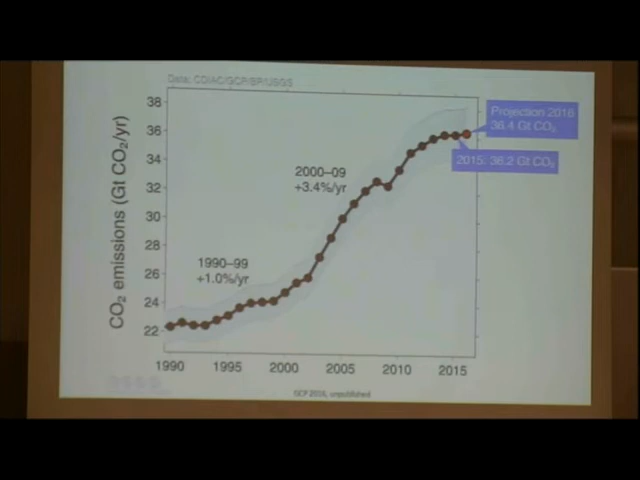 Data: CDIAC/GCP/BP/USGS
CO2 emissions (Gt CO2/yr)
38
36
34
32
30
28
26
24
22
Projection 2016
36.4 Gt CO2
2015: 36.2 Gt CO2
2000–09
+3.4%/yr
1990–99
+1.0%/yr
1990
1995
2000
2005
2010
2015
GCP 2016, unpublished